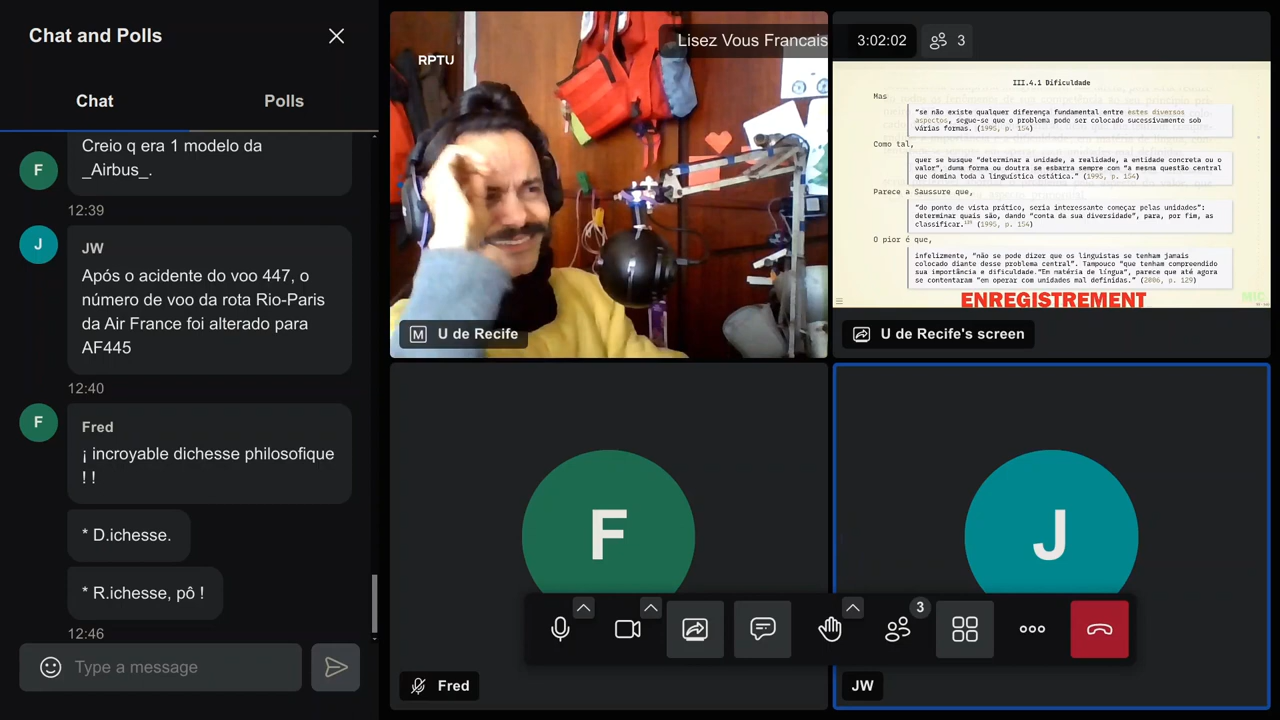 Chat and Polls
Chat
Polls
Creio q era 1 modelo da
_Airbus_.
F
12:39
J
JW
Após o acidente do voo 447, o
número de voo da rota Rio-Paris
da Air France foi alterado para
AF445
12:40
F
Fred
¡ incroyable dichesse philosofique
! !
* D.ichesse.
* R.ichesse, pô !
12:46
Type a message
RPTU
Lisez Vous Francais
M
U de Recife
3:02:02
3
III.4.1 Dificuldade
Mas
"se não existe qualquer diferença fundamental entre estes diversos
aspectos, segue-se que o problema pode ser colocado sucessivamente sob
várias formas. (1995, p. 154)
Como tal,
quer se busque "determinar a unidade, a realidade, a entidade concreta ou o
valor", duma forma ou doutra se esbarra sempre com "a mesma questão central
que domina toda a linguística estática." (1995, p. 154)
Parece a Saussure que,
"do ponto de vista prático, seria interessante começar pelas unidades":
determinar quais são, dando "conta da sua diversidade", para, por fim, as
classificar. (1995, p. 154)
O pior é que,
infelizmente, "não se pode dizer que os linguistas se tenham jamais
colocado diante desse problema central". Tampouco "que tenham compreendido
sua importância e dificuldade."Em matéria de língua", parece que até agora
se contentaram "en operar com unidades mal definidas." (2006, p. 129)
ENREGISTREMENT
MIC
U de Recife's screen
F
J
3
Fred
JW